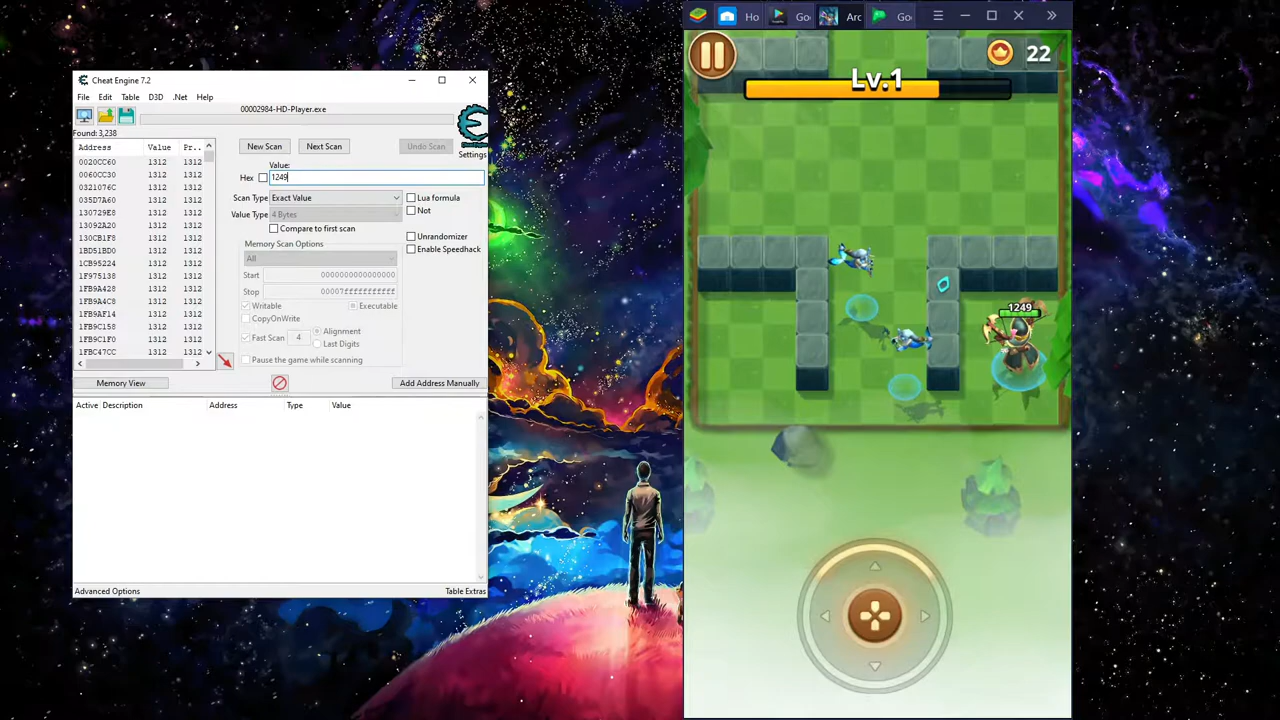 Cheat Engine 7.2
File Edit Table D3D .Net Help
00002984-HD-Player.exe
Found: 3,238
Address Value Pr..
0020CC60 1312 1312
0060CC30 1312 1312
0321076C 1312 1312
035D7A60 1312 1312
130729E8 1312 1312
13092A20 1312 1312
130CB1F8 1312 1312
1BD51BD0 1312 1312
1CB95224 1312 1312
1F975138 1312 1312
1FB9A428 1312 1312
1FB9A4C8 1312 1312
1FB9AF14 1312 1312
1FB9C158 1312 1312
1FB9C1F0 1312 1312
1FBC47CC 1312 1312
New Scan Next Scan Undo Scan
Settings
Value:
Hex 1249
Scan Type Exact Value
Value Type 4 Bytes
Compare to first scan
Lua formula
Not
Memory Scan Options
All
Start 0000000000000000
Stop 00007fffffffffff
Writable Executable
CopyOnWrite
Fast Scan 4 Alignment
Last Digits
Pause the game while scanning
Unrandomizer
Enable Speedhack
Memory View Add Address Manually
Active Description Address Type Value
Advanced Options Table Extras
Ho Goo Arc Goo
22
Lv.1
1249